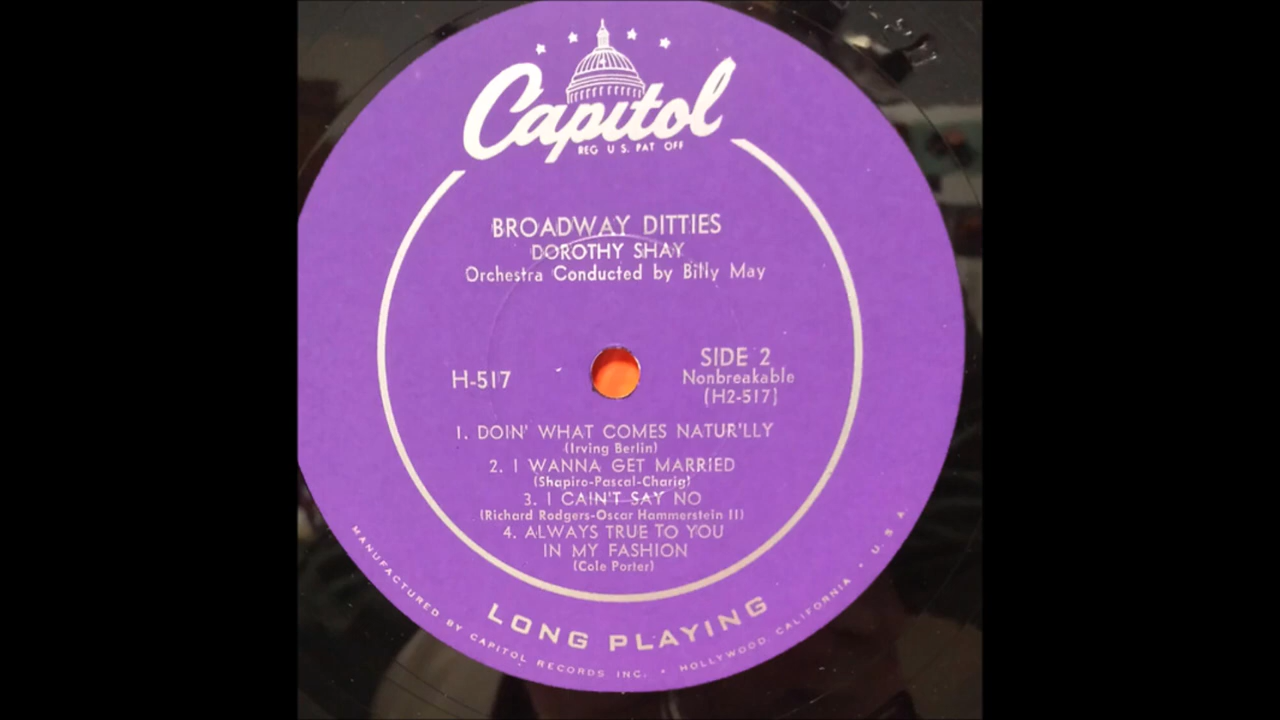 Capitol
REG U.S. PAT OFF
BROADWAY DITTIES
DOROTHY SHAY
Orchestra Conducted by Billy May
H-517
SIDE 2
Nonbreakable
(H2-517)
1. DOIN' WHAT COMES NATUR'LLY
(Irving Berlin)
2. I WANNA GET MARRIED
(Shapiro-Pascal-Charig)
3. I CAIN'T SAY NO
(Richard Rodgers-Oscar Hammerstein II)
4. ALWAYS TRUE TO YOU
IN MY FASHION
(Cole Porter)
LONG PLAYING
MANUFACTURED BY CAPITOL RECORDS INC. • HOLLYWOOD, CALIFORNIA • U.S.A.